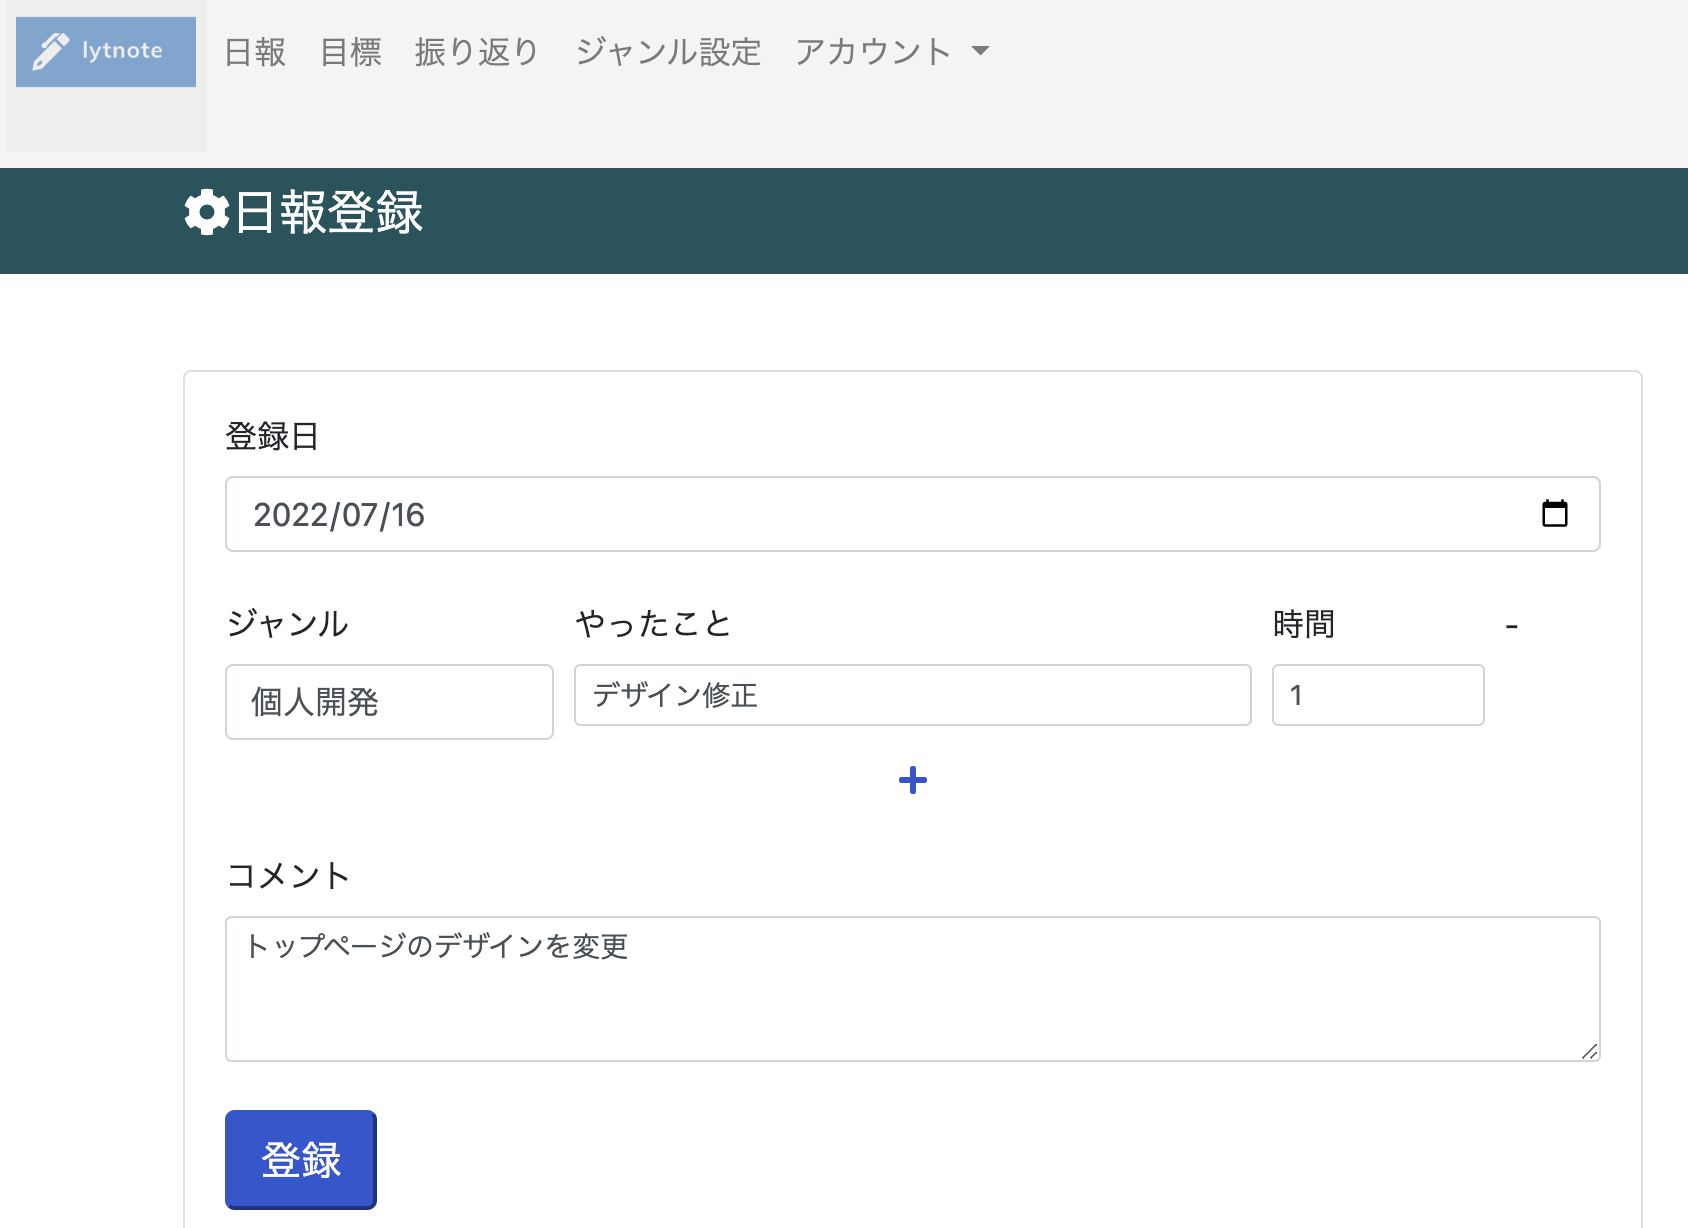 lytnote 日報 目標 振り返り ジャンル設定 アカウント
日報登録
登録日
2022/07/16
ジャンル やったこと 時間 -
個人開発 デザイン修正 1
+
コメント
トップページのデザインを変更
登録